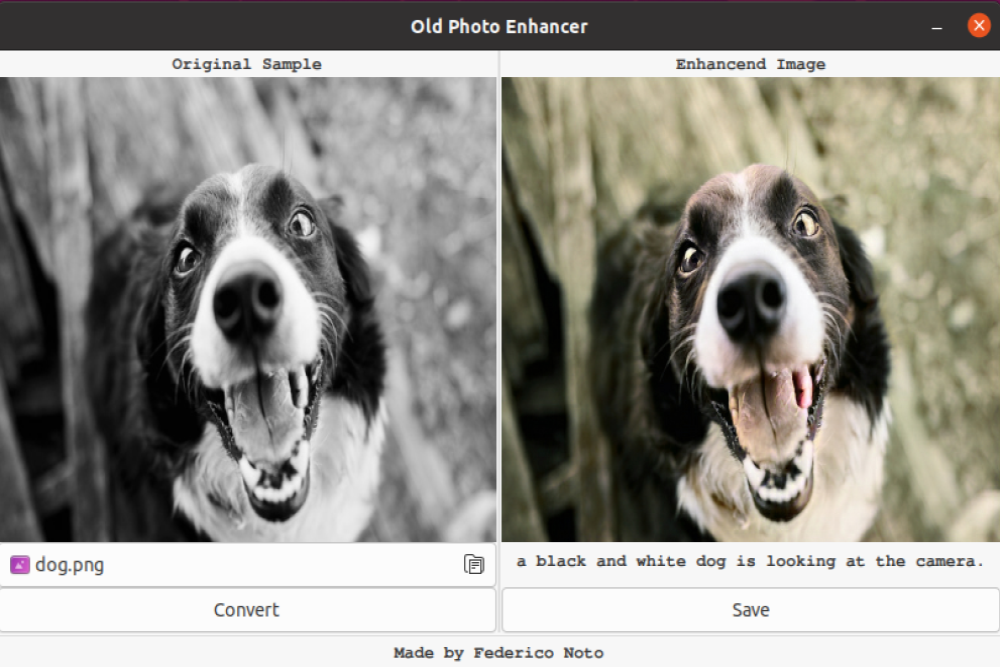 Old Photo Enhancer
Original Sample
Enhancend Image
dog.png
a black and white dog is looking at the camera.
Convert
Save
Made by Federico Noto